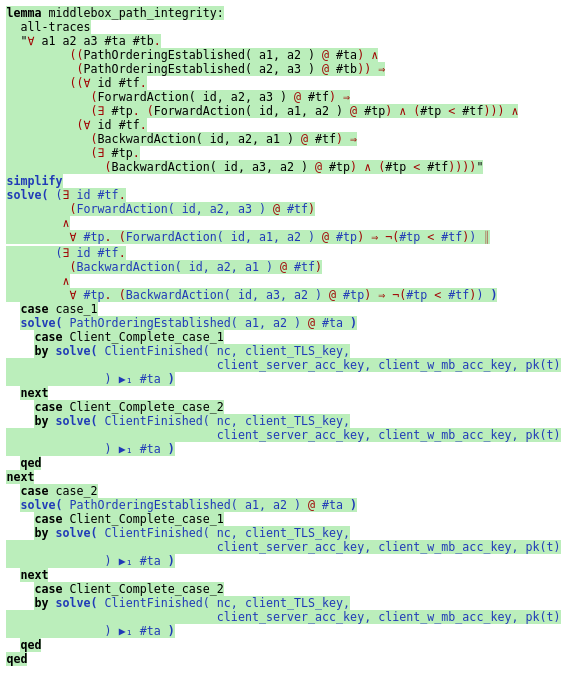 lemma middlebox_path_integrity:
all-traces
"∀ a1 a2 a3 #ta #tb.
((PathOrderingEstablished( a1, a2 ) @ #ta) ∧
(PathOrderingEstablished( a2, a3 ) @ #tb)) ⇒
((∀ id #tf.
(ForwardAction( id, a2, a3 ) @ #tf) ⇒
(∃ #tp. (ForwardAction( id, a1, a2 ) @ #tp) ∧ (#tp < #tf))) ∧
(∀ id #tf.
(BackwardAction( id, a2, a1 ) @ #tf) ⇒
(∃ #tp.
(BackwardAction( id, a3, a2 ) @ #tp) ∧ (#tp < #tf))))"
simplify
solve( (∃ id #tf.
(ForwardAction( id, a2, a3 ) @ #tf)
∧
∀ #tp. (ForwardAction( id, a1, a2 ) @ #tp) ⇒ ¬(#tp < #tf)) ∥
(∃ id #tf.
(BackwardAction( id, a2, a1 ) @ #tf)
∧
∀ #tp. (BackwardAction( id, a3, a2 ) @ #tp) ⇒ ¬(#tp < #tf)) )
case case_1
solve( PathOrderingEstablished( a1, a2 ) @ #ta )
case Client_Complete_case_1
by solve( ClientFinished( nc, client_TLS_key,
client_server_acc_key, client_w_mb_acc_key, pk(t)
) ▶₁ #ta )
next
case Client_Complete_case_2
by solve( ClientFinished( nc, client_TLS_key,
client_server_acc_key, client_w_mb_acc_key, pk(t)
) ▶₁ #ta )
qed
next
case case_2
solve( PathOrderingEstablished( a1, a2 ) @ #ta )
case Client_Complete_case_1
by solve( ClientFinished( nc, client_TLS_key,
client_server_acc_key, client_w_mb_acc_key, pk(t)
) ▶₁ #ta )
next
case Client_Complete_case_2
by solve( ClientFinished( nc, client_TLS_key,
client_server_acc_key, client_w_mb_acc_key, pk(t)
) ▶₁ #ta )
qed
qed